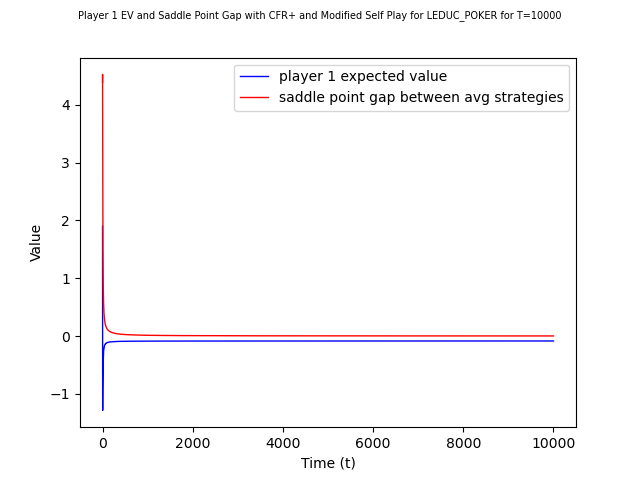 Player 1 EV and Saddle Point Gap with CFR+ and Modified Self Play for LEDUC_POKER for T=10000
player 1 expected value
saddle point gap between avg strategies
4
3
2
1
0
−1
Value
0
2000
4000
6000
8000
10000
Time (t)